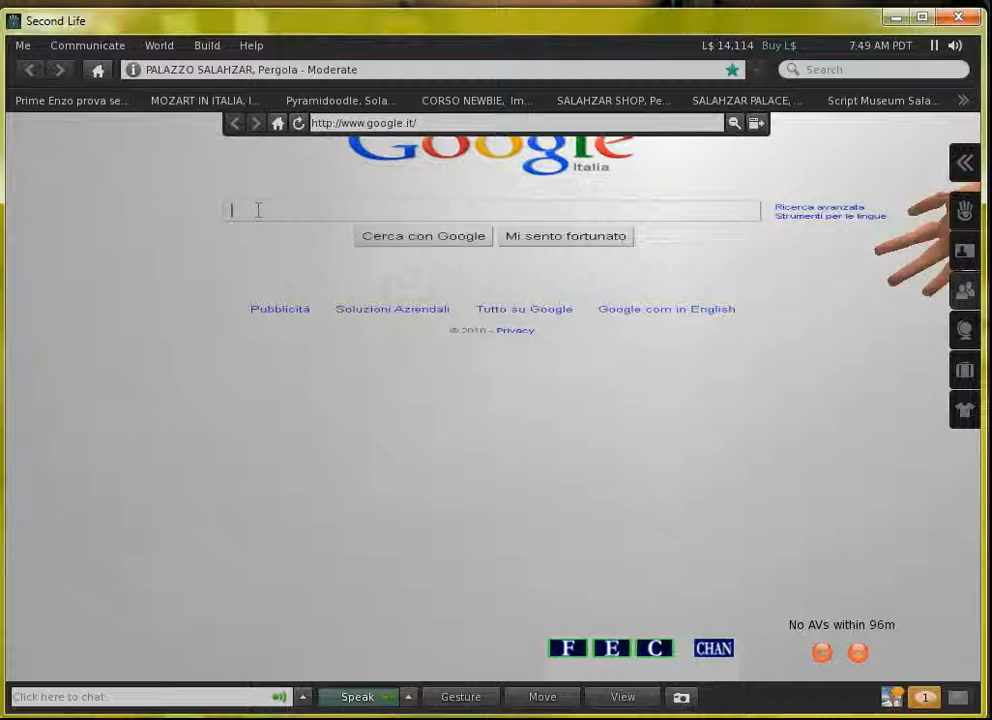 Second Life
Me Communicate World Build Help L$ 14,114 Buy L$ 7:49 AM PDT
PALAZZO SALAHZAR, Pergola - Moderate Search
Prime Enzo prova se... MOZART IN ITALIA, I... Pyramidoodle, Sola... CORSO NEWBIE, Im... SALAHZAR SHOP, Pe... SALAHZAR PALACE, ... Script Museum Sala...
http://www.google.it/
Google
Italia
Ricerca avanzata
Strumenti per le lingue
Cerca con Google Mi sento fortunato
Pubblicità Soluzioni Aziendali Tutto su Google Google.com in English
© 2010 - Privacy
No AVs within 96m
F E C CHAN
Click here to chat. Speak Gesture Move View 1